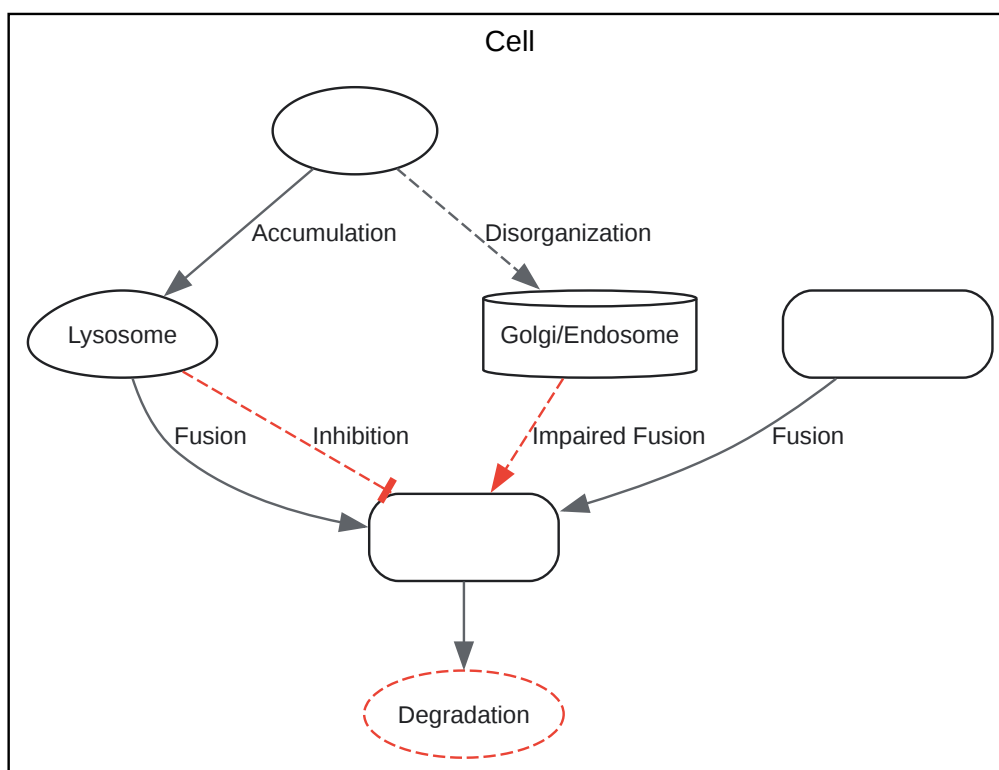 Cell
Accumulation
Disorganization
Lysosome
Golgi/Endosome
Fusion
Inhibition
Impaired Fusion
Fusion
Degradation